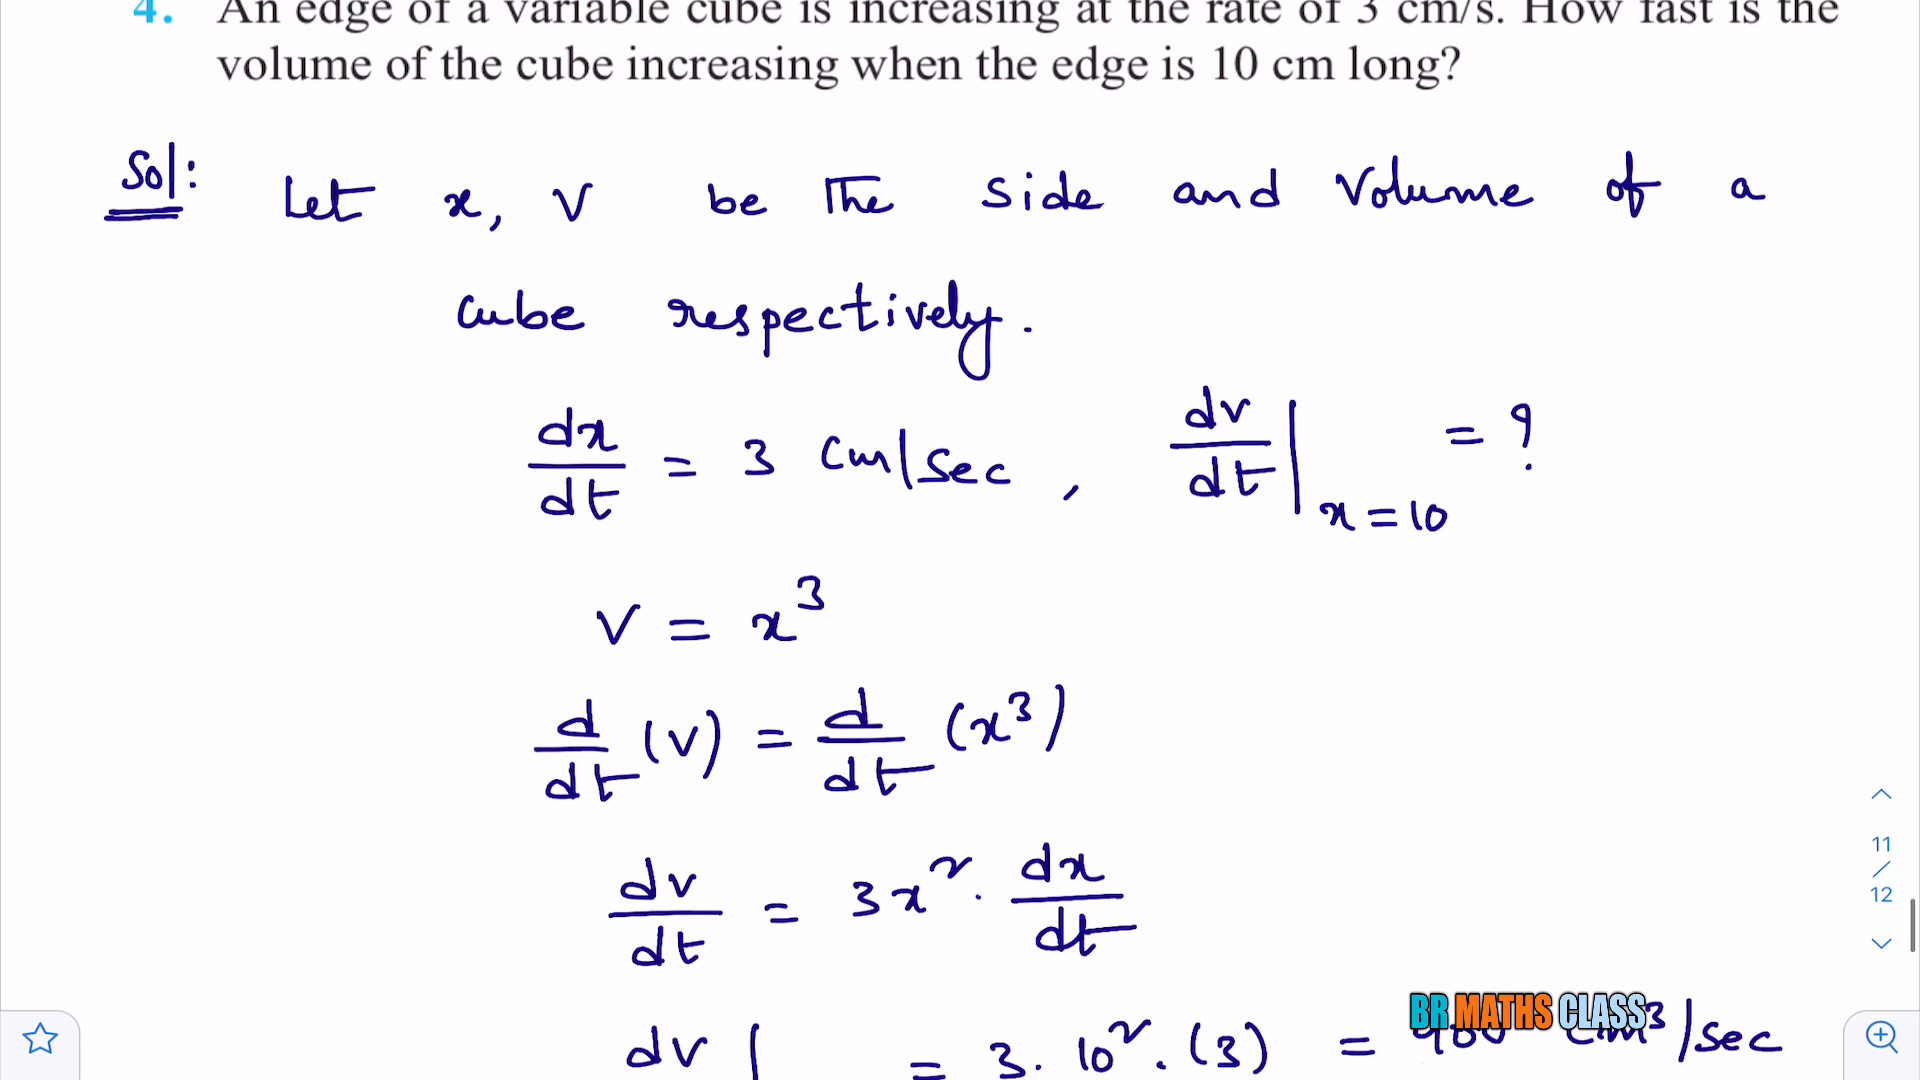 4. An edge of a variable cube is increasing at the rate of 3 cm/s. How fast is the
volume of the cube increasing when the edge is 10 cm long?
Sol: Let x, V be the side and Volume of a
cube respectively.
dx/dt = 3 cm/sec , dv/dt |x=10 = ?
V = x³
d/dt (V) = d/dt (x³)
dv/dt = 3x² · dx/dt
dv | = 3. 10² . (3) = 900 cm³/sec
11
/
12
BR MATHS CLASS